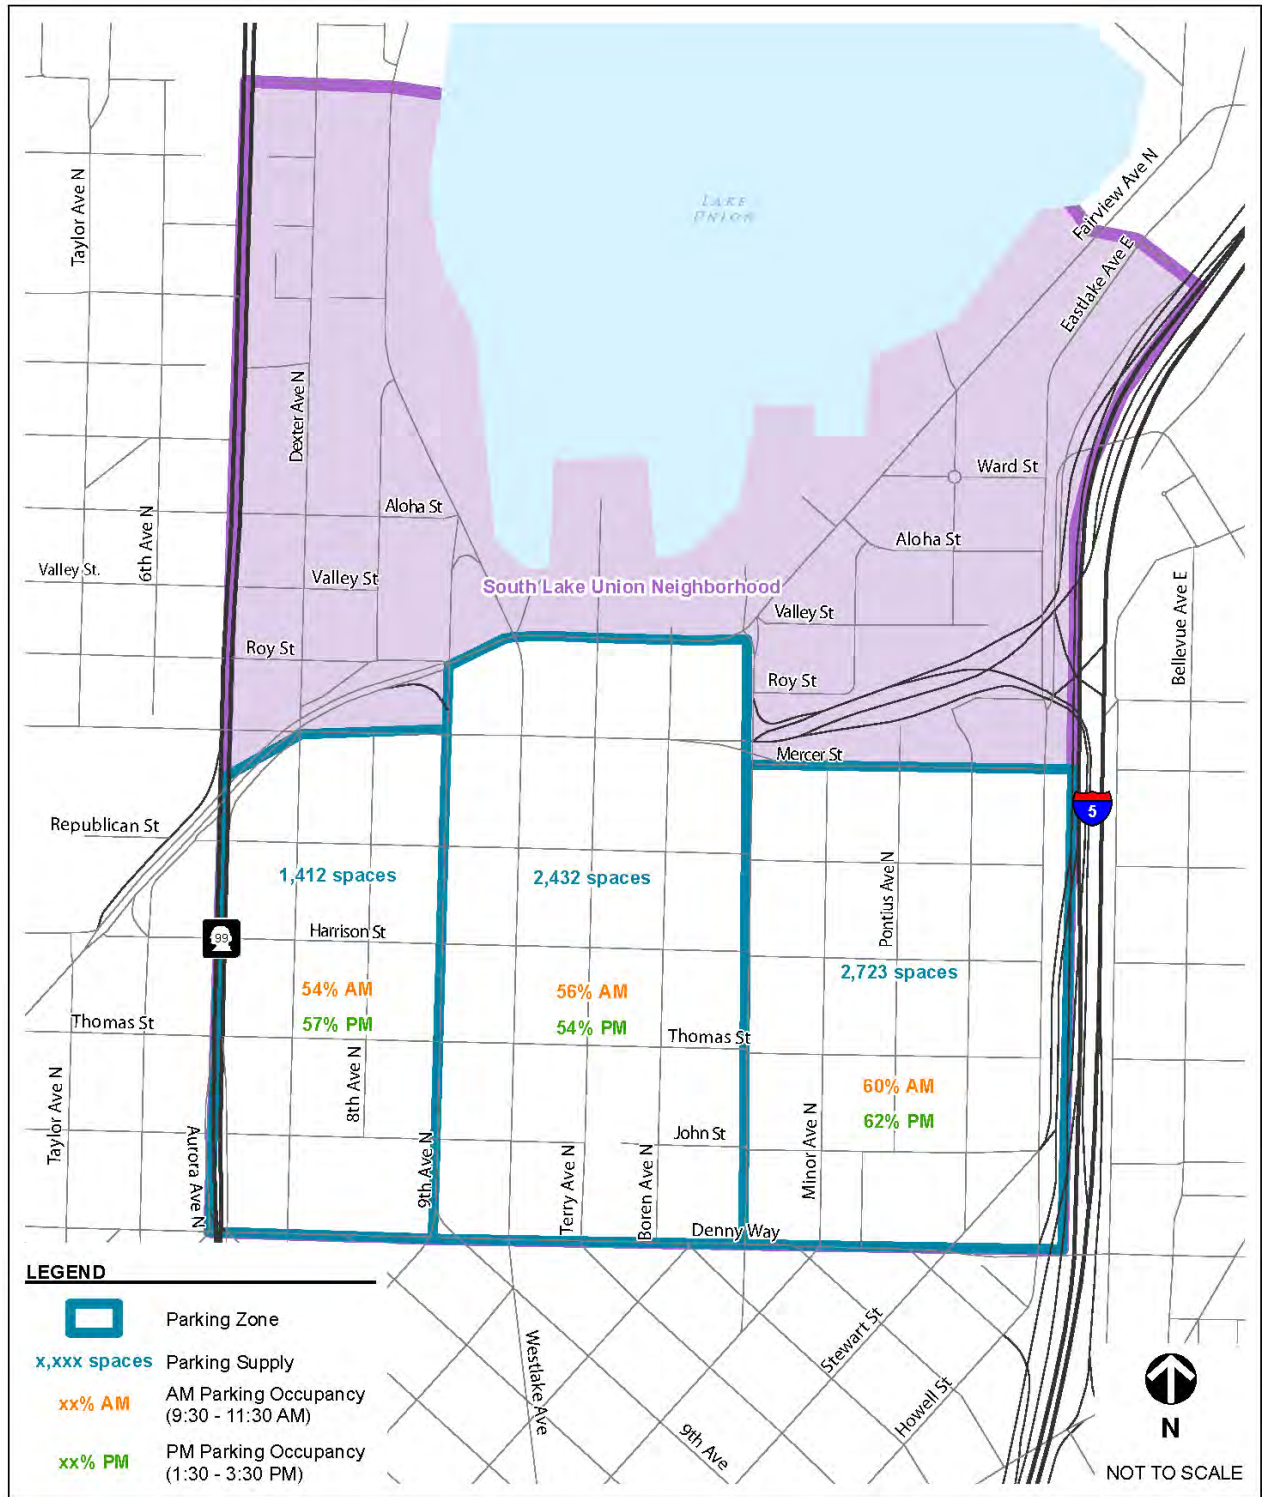 LAKE
UNION
Fairview Ave N
Eastlake Ave E
Taylor Ave N
Dexter Ave N
Ward St
Aloha St
Aloha St
6th Ave N
Valley St.
Valley St
South Lake Union Neighborhood
Valley St
Bellevue Ave E
Roy St
Roy St
Mercer St
5
Republican St
1,412 spaces
2,432 spaces
Pontius Ave N
99
Harrison St
2,723 spaces
54% AM
56% AM
57% PM
54% PM
Thomas St
Thomas St
8th Ave N
60% AM
62% PM
Taylor Ave N
Aurora Ave N
9th Ave N
John St
Terry Ave N
Boren Ave N
Minor Ave N
Denny Way
LEGEND
Parking Zone
x,xxx spaces Parking Supply
xx% AM AM Parking Occupancy
(9:30 - 11:30 AM)
xx% PM PM Parking Occupancy
(1:30 - 3:30 PM)
Westlake Ave
9th Ave
Stewart St
Howell St
N
NOT TO SCALE